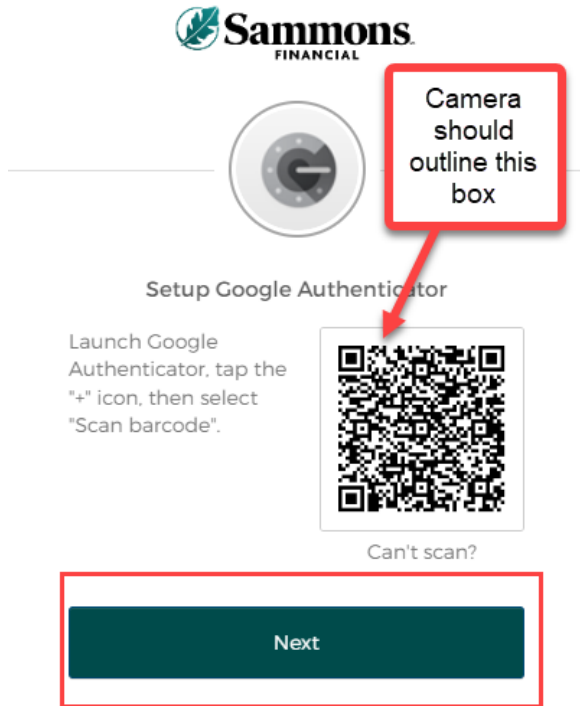 Sammons
FINANCIAL
Camera
should
outline this
box
Setup Google Authenticator
Launch Google
Authenticator, tap the
"+" icon, then select
"Scan barcode".
Can't scan?
Next